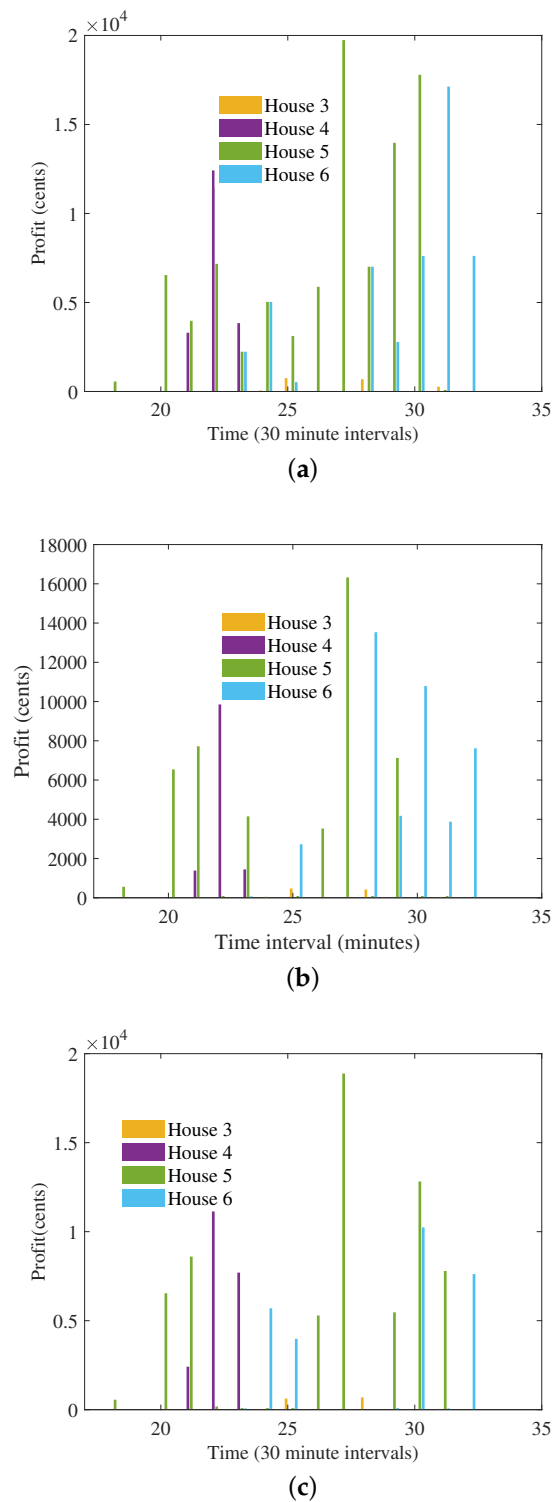 ×10⁴
2
1.5
1
0.5
0
Profit (cents)
House 3
House 4
House 5
House 6
20 25 30 35
Time (30 minute intervals)
(a)
18000
16000
14000
12000
10000
8000
6000
4000
2000
0
Profit (cents)
House 3
House 4
House 5
House 6
20 25 30 35
Time interval (minutes)
(b)
×10⁴
2
1.5
1
0.5
0
Profit(cents)
House 3
House 4
House 5
House 6
20 25 30 35
Time (30 minute intervals)
(c)